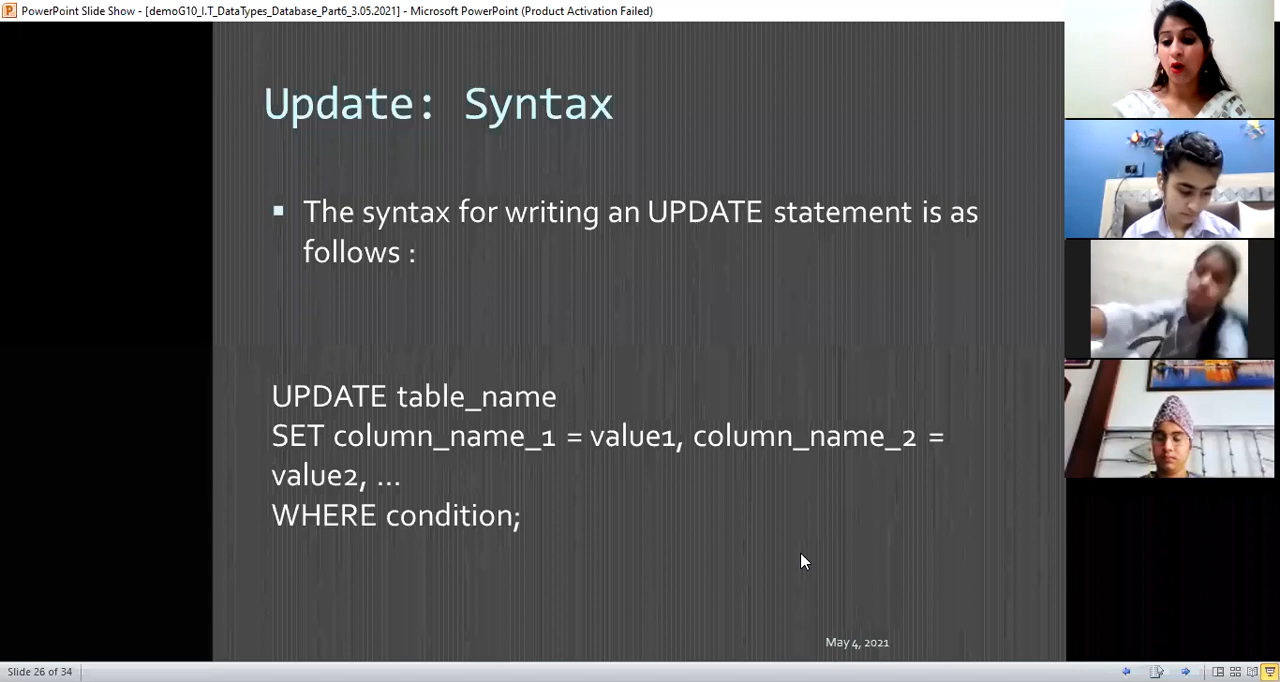 PowerPoint Slide Show - [demoG10_I.T_DataTypes_Database_Part6_3.05.2021] - Microsoft PowerPoint (Product Activation Failed)
Update: Syntax
▪ The syntax for writing an UPDATE statement is as
follows :
UPDATE table_name
SET column_name_1 = value1, column_name_2 =
value2, ...
WHERE condition;
May 4, 2021
Slide 26 of 34